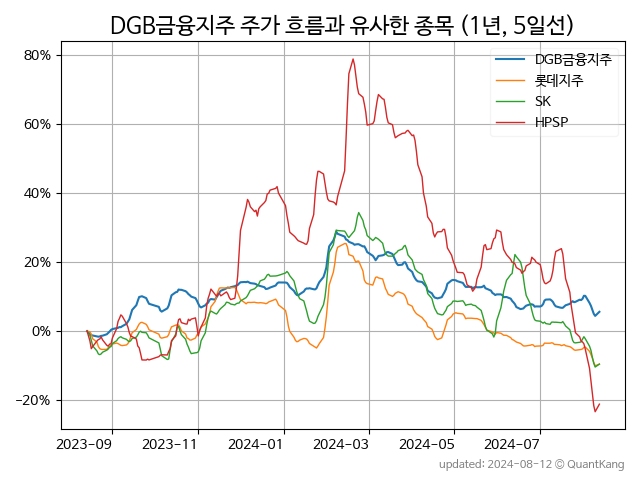 DGB금융지주 주가 흐름과 유사한 종목 (1년, 5일선)
DGB금융지주
롯데지주
SK
HPSP
80%
60%
40%
20%
0%
−20%
2023-09
2023-11
2024-01
2024-03
2024-05
2024-07
updated: 2024-08-12 © QuantKang